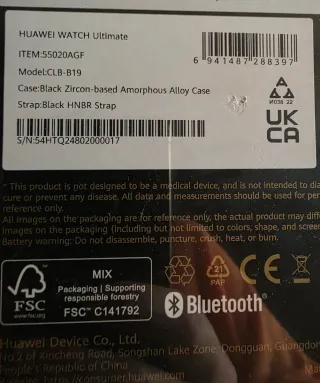 HUAWEI WATCH Ultimate
ITEM:55020AGF
Model:CLB-B19
Case:Black Zircon-based Amorphous Alloy Case
Strap:Black HNBR Strap
6 941487 288397
S/N:54HTQ24802000017
И038 22
UK
CA
* This product is not designed to be a medical device, and is not intended to dia
cure or prevent any disease. All data and measurements should be used for per
reference only.
All images on the packaging are for reference only, the actual product may diff
images on the packaging (including but not limited to colors, shape, and screen
Battery warning: Do not disassemble, puncture, crush, heat, or burn.
FSC
www.fsc.org
MIX
Packaging | Supporting
responsible forestry
FSC™ C141792
21
PAP
CE
Bluetooth®
Huawei Device Co., Ltd.
No.2 of Xincheng Road, Songshan Lake Zone, Dongguan, Guangdon
People's Republic of China
https://consumer.huawei.com